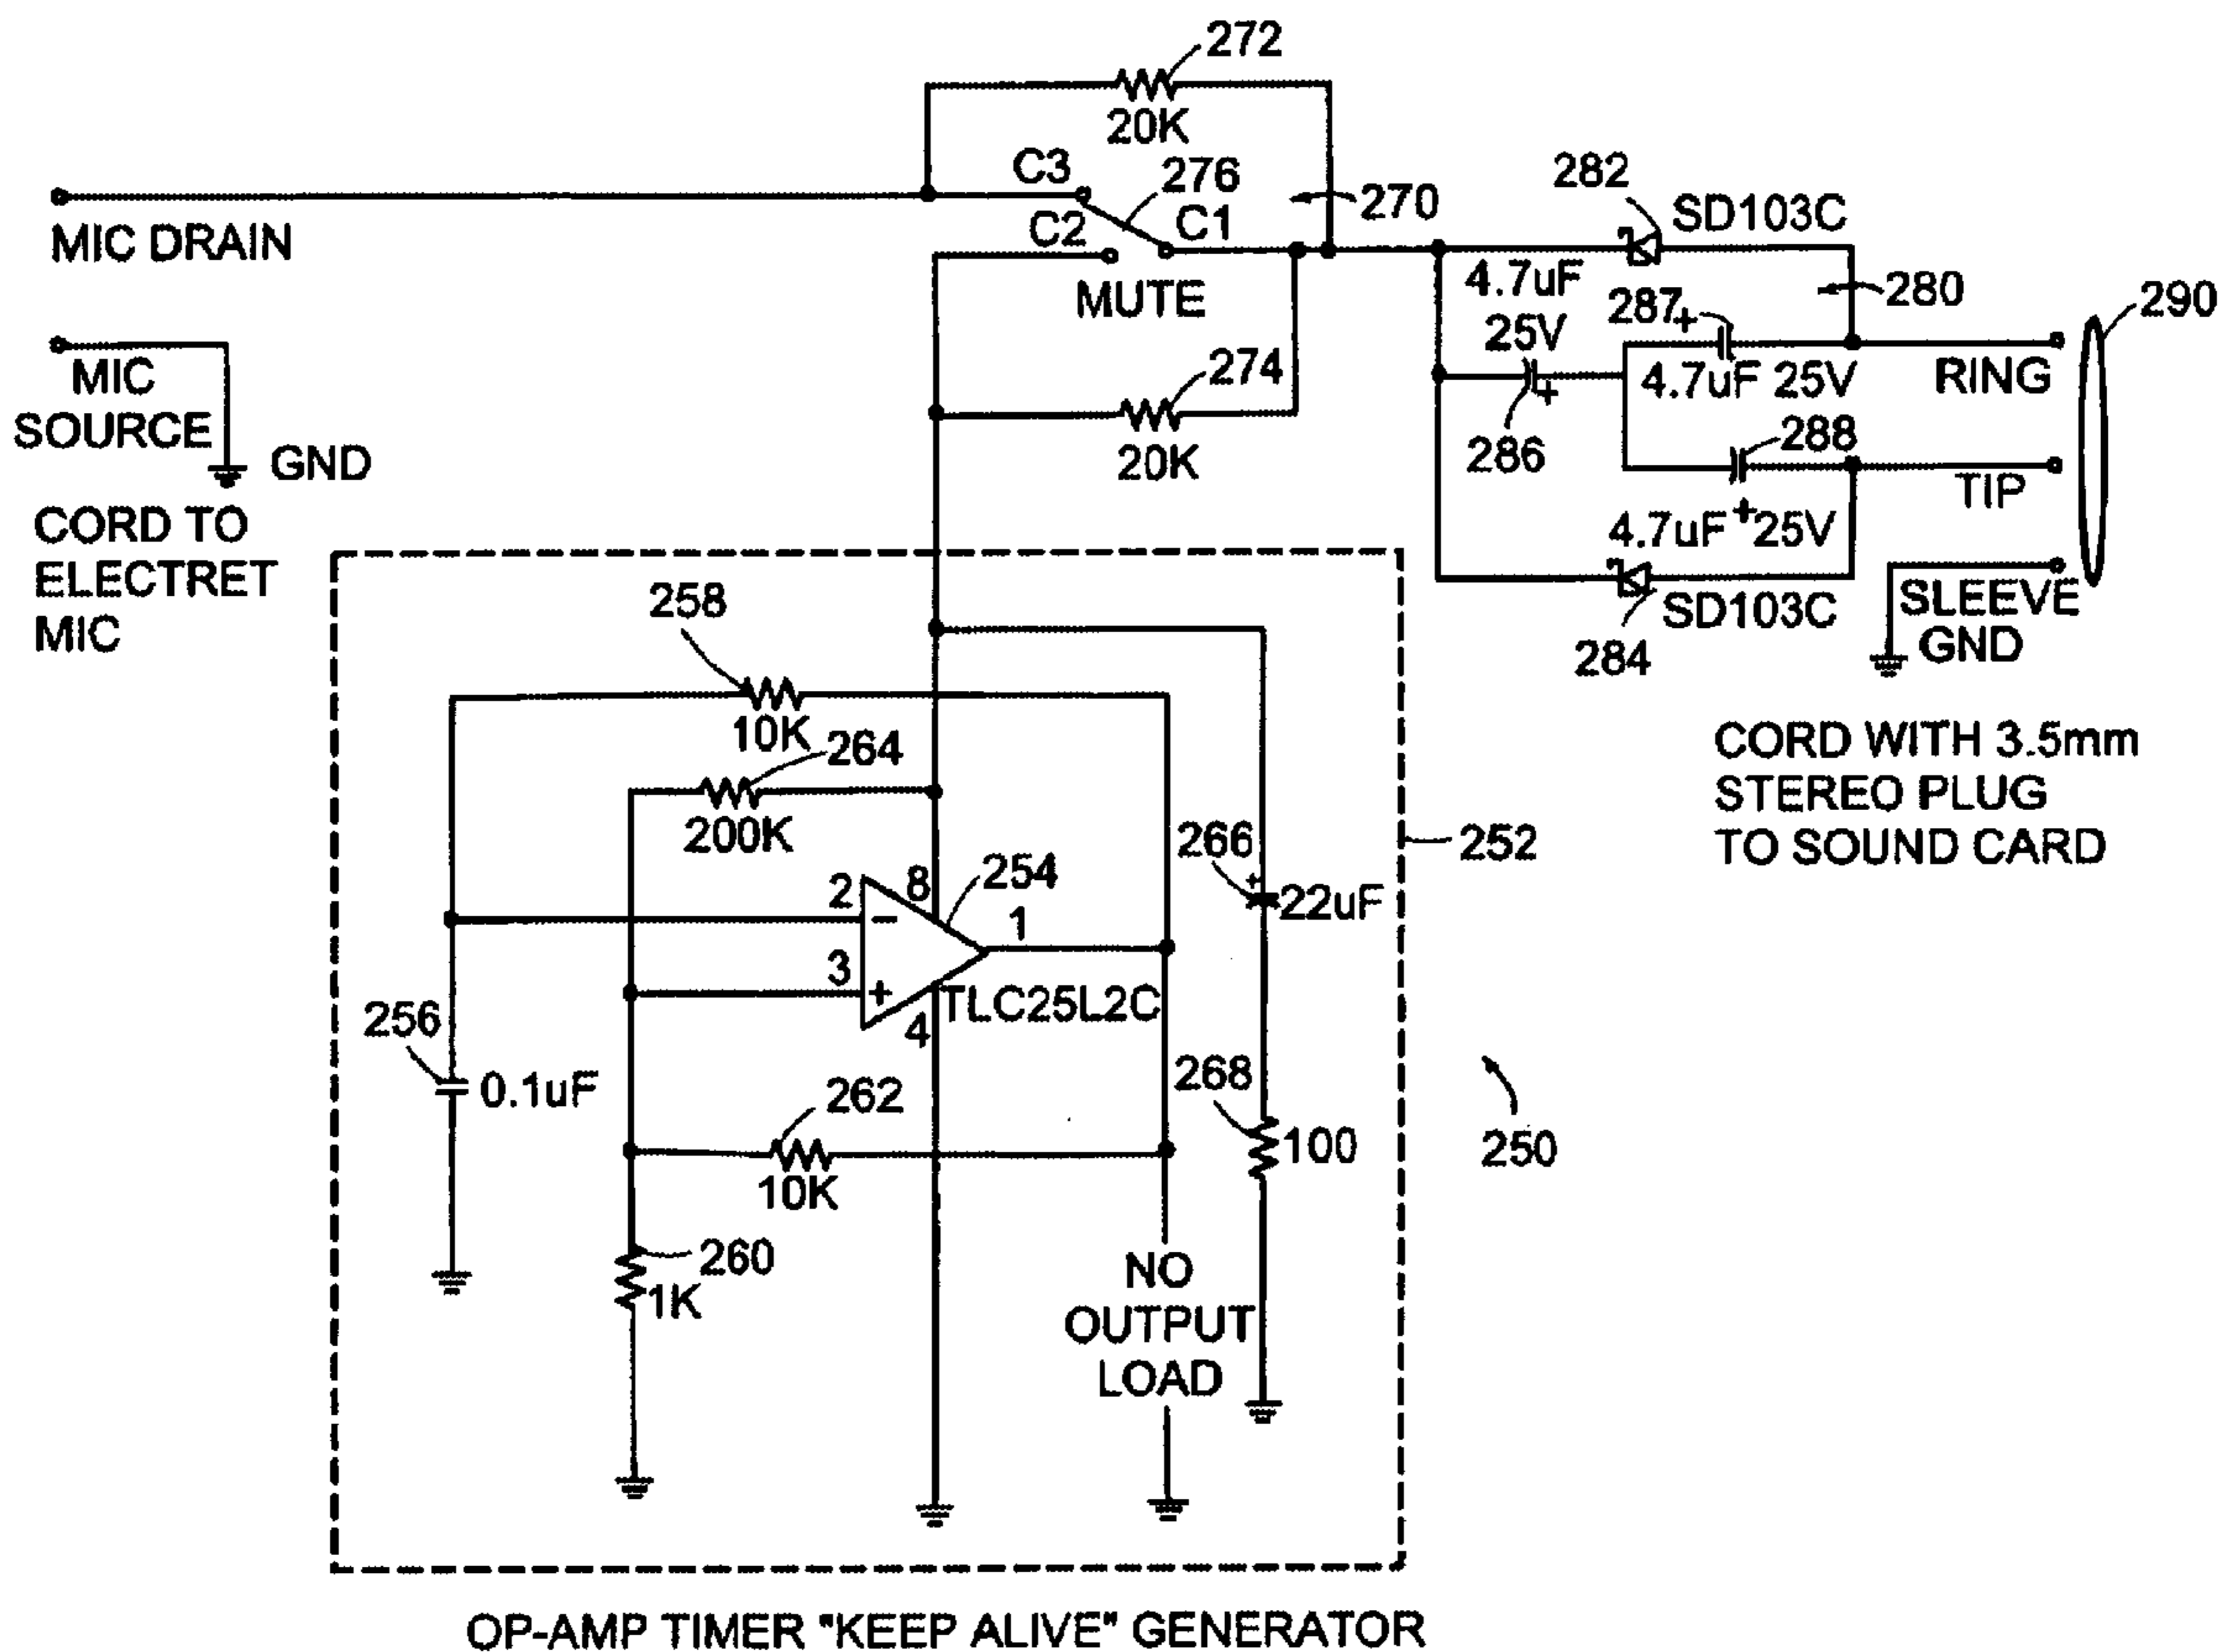 272
20K
C3
276
270
282
SD103C
MIC DRAIN
C2
C1
MUTE
4.7uF
25V
287
+
280
290
MIC
SOURCE
GND
274
20K
286
+
4.7uF 25V
RING
288
TIP
4.7uF + 25V
CORD TO
ELECTRET
MIC
258
284
SD103C
SLEEVE
GND
10K
264
200K
CORD WITH 3.5mm
STEREO PLUG
TO SOUND CARD
252
266
+
22uF
2
8
254
-
1
3
+
4
TLC25L2C
256
0.1uF
262
10K
268
100
250
260
1K
NO
OUTPUT
LOAD
OP-AMP TIMER "KEEP ALIVE" GENERATOR